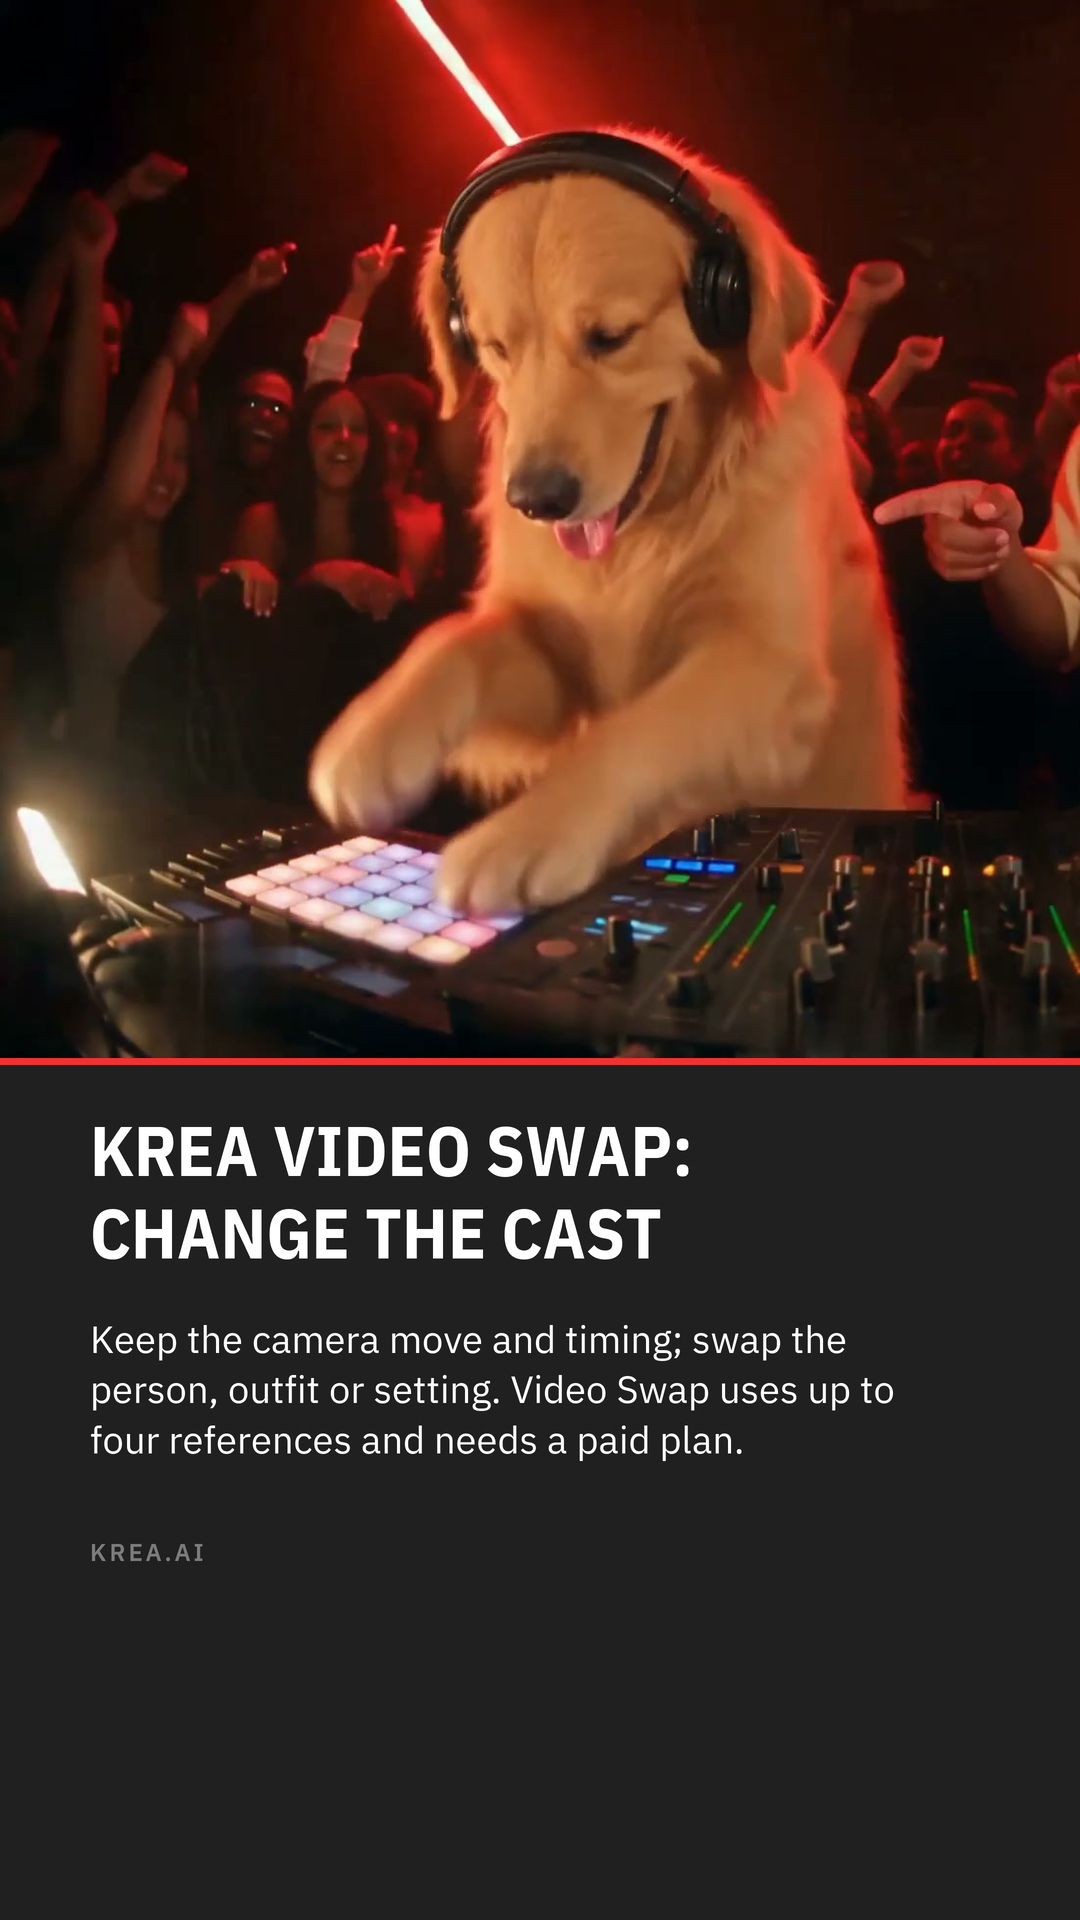 KREA VIDEO SWAP:
CHANGE THE CAST
Keep the camera move and timing; swap the
person, outfit or setting. Video Swap uses up to
four references and needs a paid plan.
KREA.AI